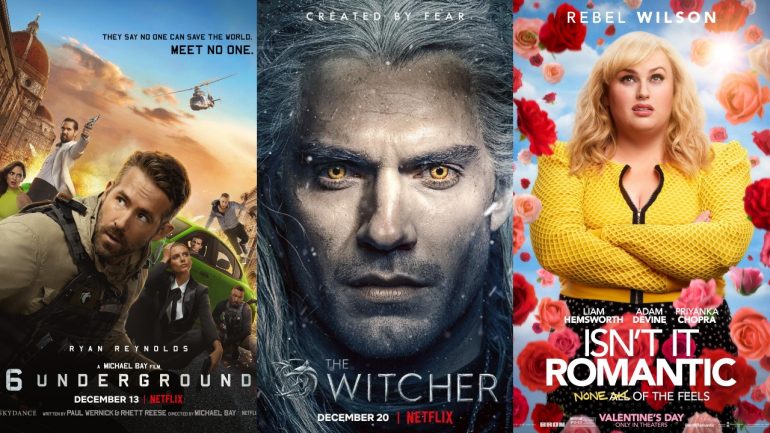 THEY SAY NO ONE CAN SAVE THE WORLD.
MEET NO ONE.
RYAN REYNOLDS
A MICHAEL BAY FILM
6 UNDERGROUND
DECEMBER 13 | NETFLIX
SKYDANCE WRITTEN BY PAUL WERNICK & RHETT REESE DIRECTED BY MICHAEL BAY NETFLIX
CREATED BY FEAR
THE
WITCHER
DECEMBER 20 | NETFLIX
REBEL WILSON
LIAM HEMSWORTH
ADAM DEVINE
PRIYANKA CHOPRA
ISN'T IT
ROMANTIC
NONE ALL OF THE FEELS
VALENTINE'S DAY
ONLY IN THEATERS
BRON